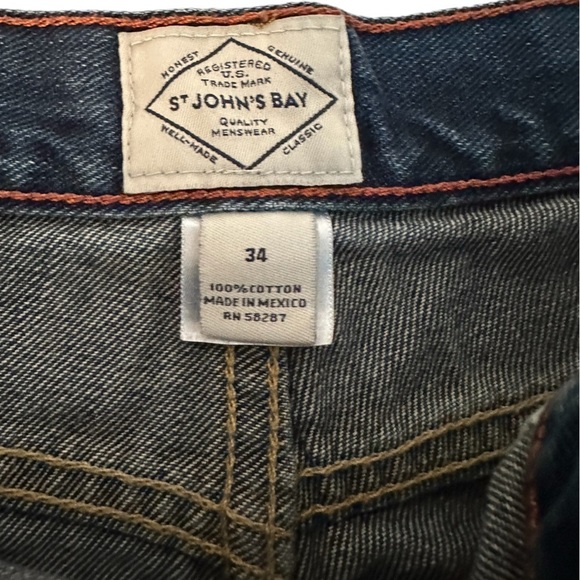 HONEST GENUINE
REGISTERED
U.S.
TRADE MARK
ST JOHN'S BAY
QUALITY
MENSWEAR
WELL-MADE CLASSIC
34
100% COTTON
MADE IN MEXICO
RN 58287